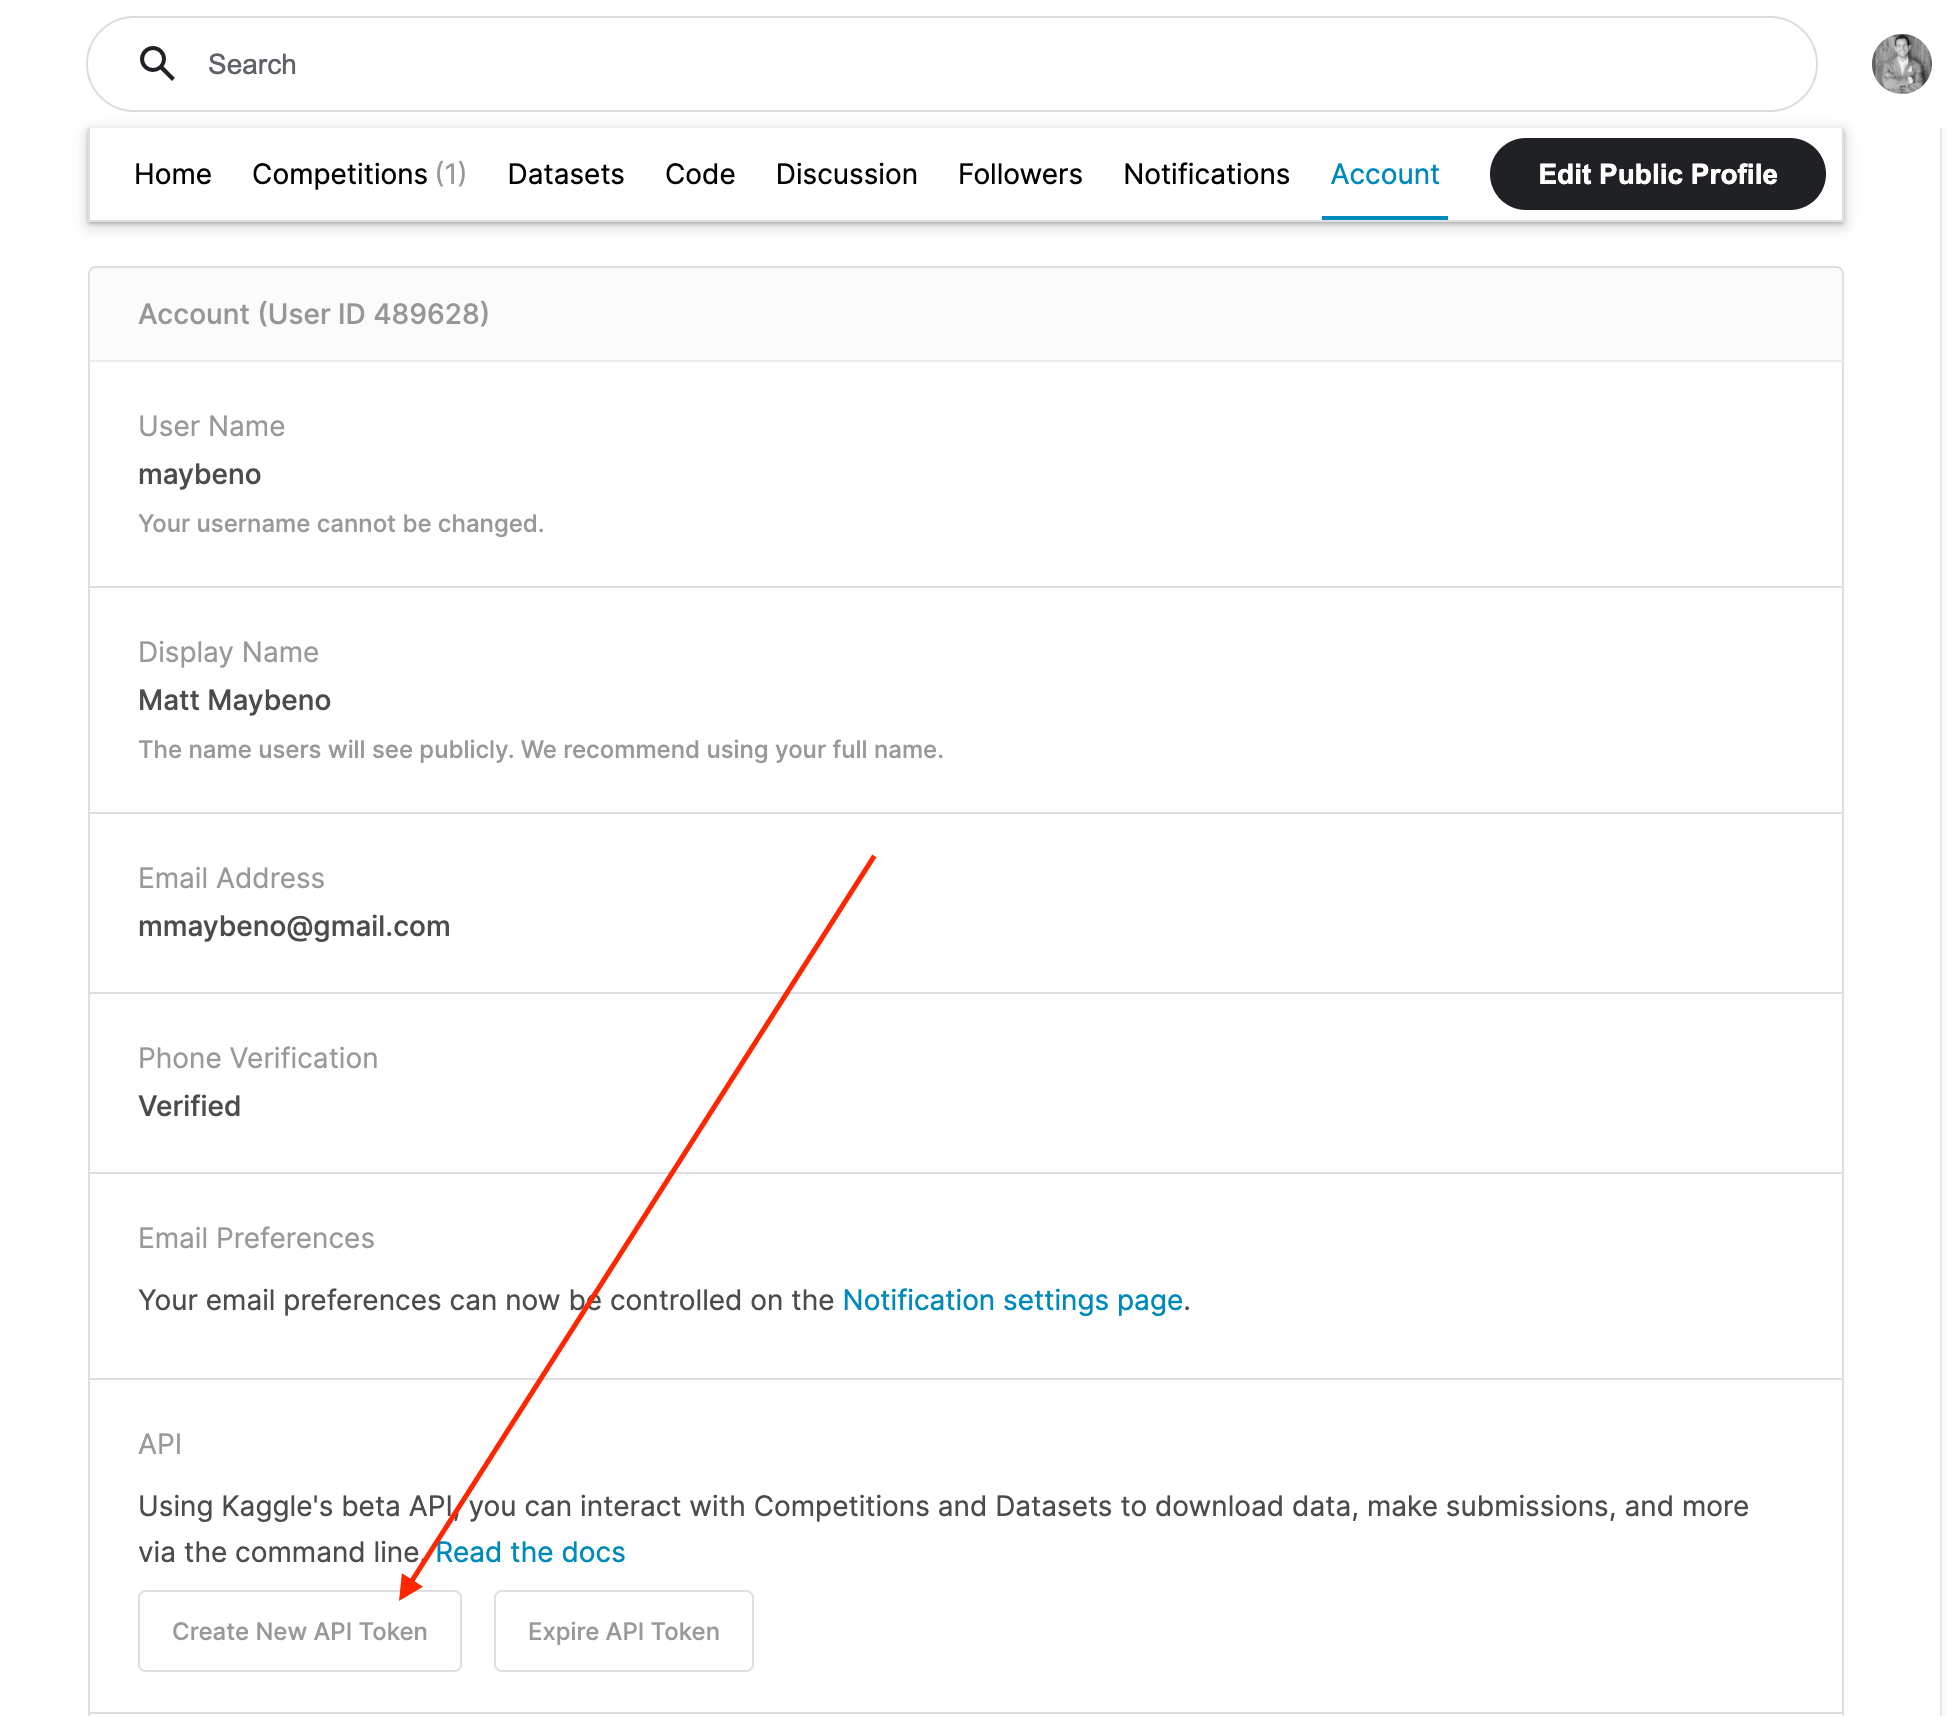 Search
Home Competitions (1) Datasets Code Discussion Followers Notifications Account Edit Public Profile
Account (User ID 489628)
User Name
maybeno
Your username cannot be changed.
Display Name
Matt Maybeno
The name users will see publicly. We recommend using your full name.
Email Address
mmaybeno@gmail.com
Phone Verification
Verified
Email Preferences
Your email preferences can now be controlled on the Notification settings page.
API
Using Kaggle's beta API, you can interact with Competitions and Datasets to download data, make submissions, and more
via the command line. Read the docs
Create New API Token Expire API Token